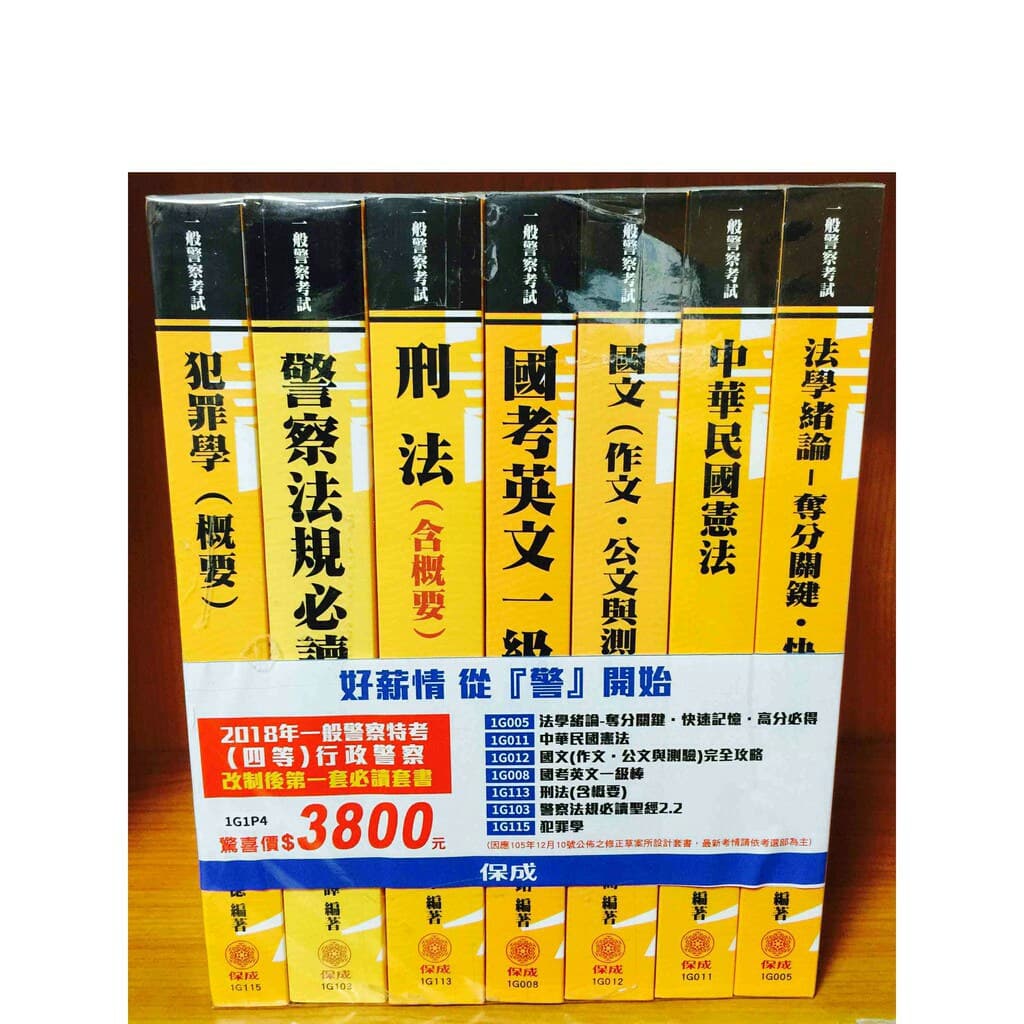 一般警察考試
犯罪學(概要)
一般警察考試
警察法規必讀
一般警察考試
刑法(含概要)
一般警察考試
國考英文一級
一般警察考試
國文(作文·公文與測
一般警察考試
中華民國憲法
一般警察考試
法學緒論-奪分關鍵·快
好薪情 從『警』開始
2018年一般警察特考
(四等)行政警察
改制後第一套必讀套書
1G1P4
驚喜價$3800元
1G005 法學緒論-奪分關鍵·快速記憶·高分必得
1G011 中華民國憲法
1G012 國文(作文·公文與測驗)完全攻略
1G008 國考英文一級棒
1G113 刑法(含概要)
1G103 警察法規必讀聖經2.2
1G115 犯罪學
(因應105年12月10號公佈之修正草案所設計套書,最新考情請依考選部為主)
保成
編著
保成
1G115
編著
保成
1G103
編著
保成
1G113
編著
保成
1G008
編著
保成
1G012
編著
保成
1G011
編著
保成
1G005